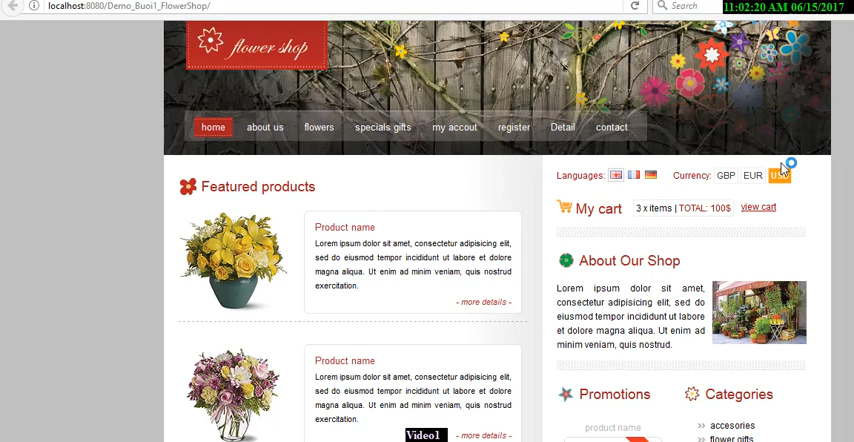 localhost:8080/Demo_Buoi1_FlowerShop/
Search
11:02:20 AM 06/15/2017
flower shop
home
about us
flowers
specials gifts
my accout
register
Detail
contact
Featured products
Product name
Lorem ipsum dolor sit amet, consectetur adipisicing elit,
sed do eiusmod tempor incididunt ut labore et dolore
magna aliqua. Ut enim ad minim veniam, quis nostrud
exercitation.
- more details -
Product name
Lorem ipsum dolor sit amet, consectetur adipisicing elit,
sed do eiusmod tempor incididunt ut labore et dolore
magna aliqua. Ut enim ad minim veniam, quis nostrud
exercitation.
- more details -
Video1
Languages:
Currency:
GBP
EUR
USD
My cart
3 x items | TOTAL: 100$
view cart
About Our Shop
Lorem ipsum dolor sit amet,
consectetur adipisicing elit, sed do
eiusmod tempor incididunt ut labore
et dolore magna aliqua. Ut enim ad
minim veniam, quis nostrud.
Promotions
product name
Categories
accesories
flower gifts